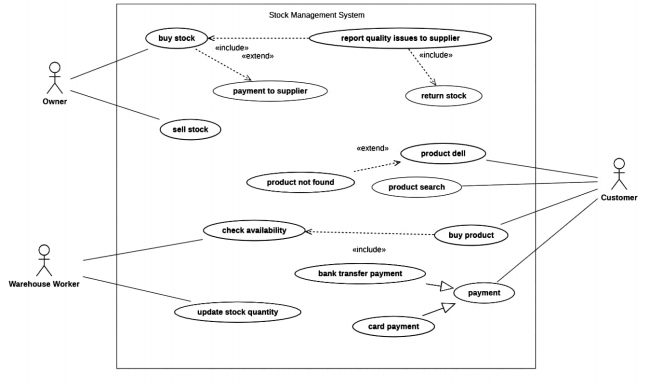 Stock Management System
buy stock
report quality issues to supplier
«include»
«extend»
«include»
Owner
payment to supplier
return stock
sell stock
«extend»
product dell
product not found
product search
Customer
check availability
buy product
«include»
Warehouse Worker
bank transfer payment
payment
update stock quantity
card payment